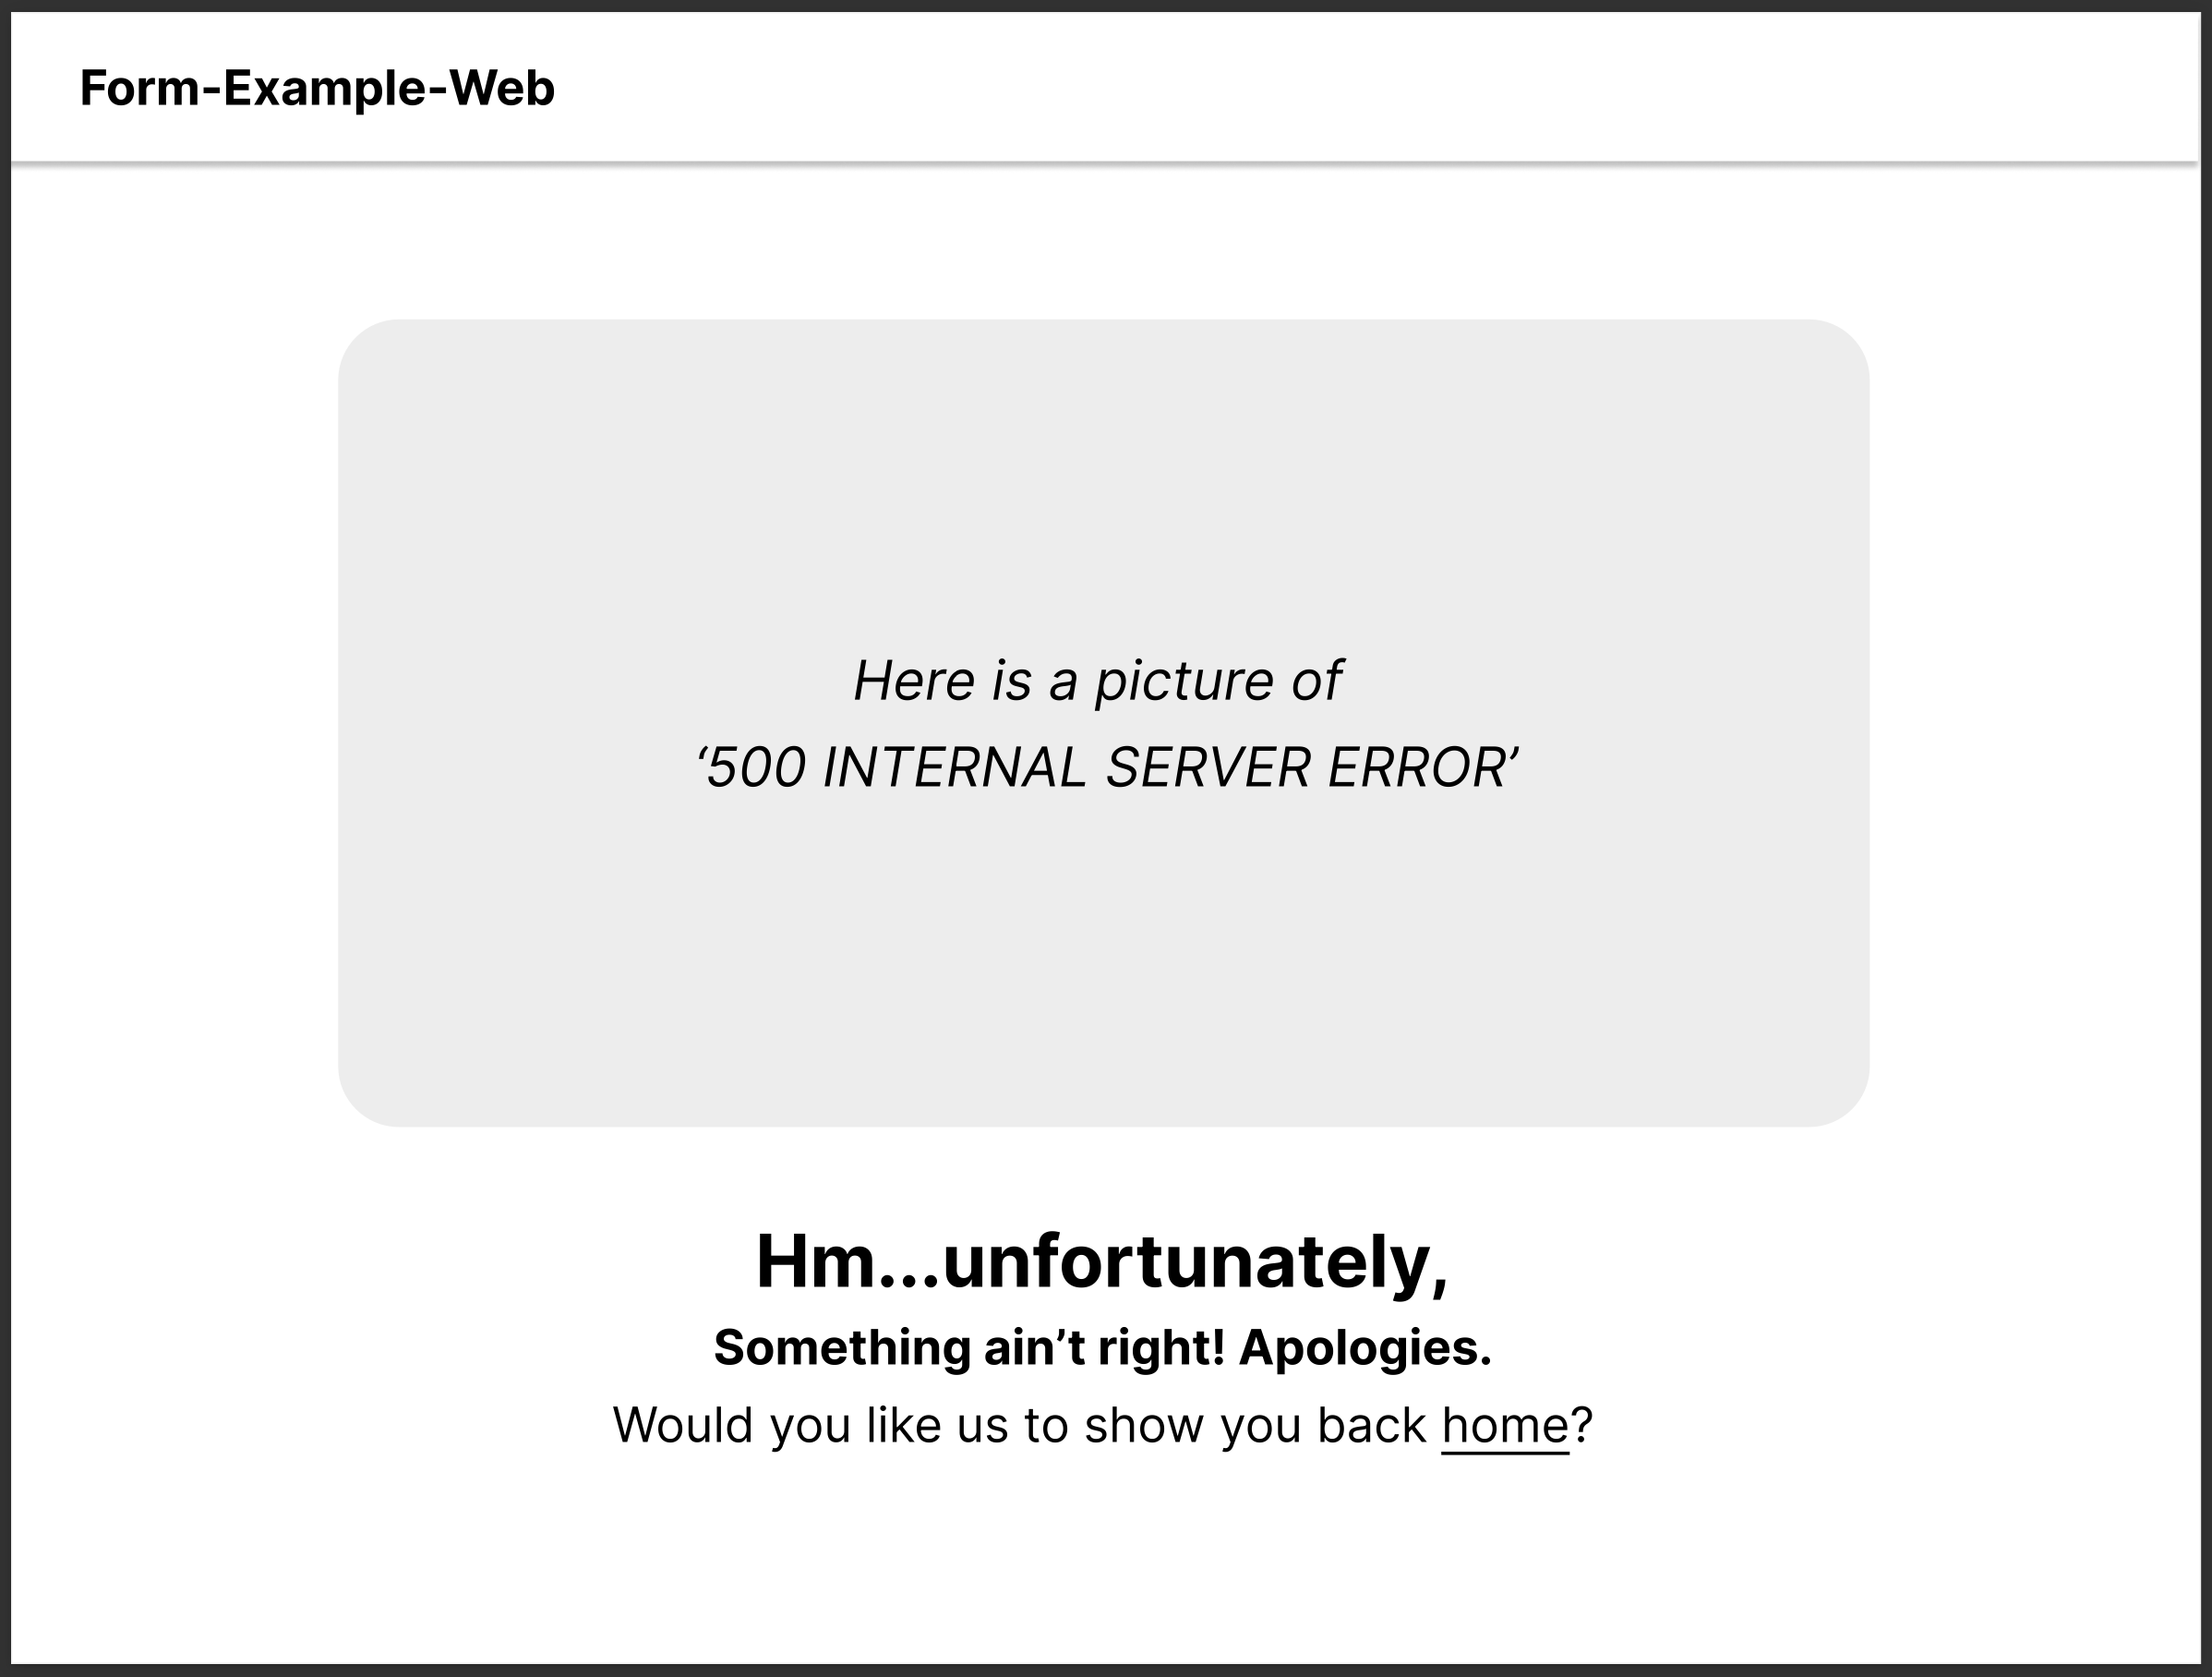 Form-Example-Web
Here is a picture of
‘500 INTERNAL SERVER ERROR’
Hm...unfortunately,
Something ain’t right! Apologies.
Would you like us to show you back home?